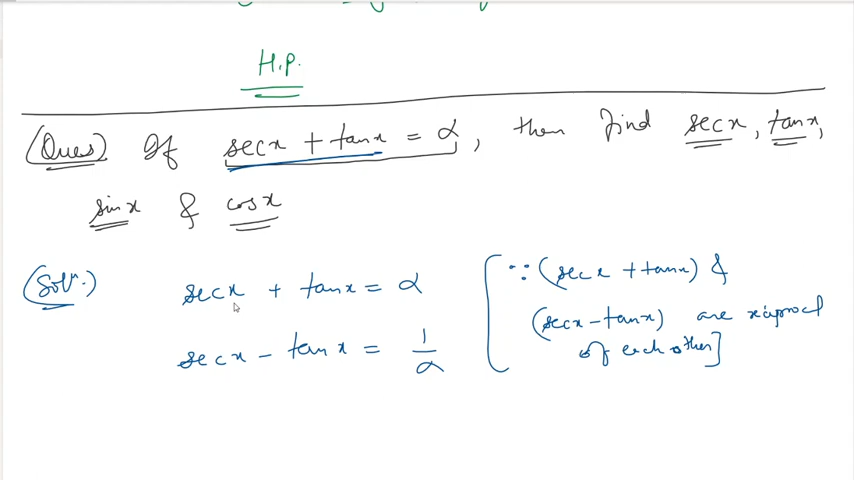 H.P.
(Ques) If secx + tanx = α, then find secx, tanx,
sinx & cosx
(Solⁿ.) secx + tanx = α [∵ (secx + tanx) &
secx - tanx = 1/α (secx - tanx) are reciprocal
of each other]